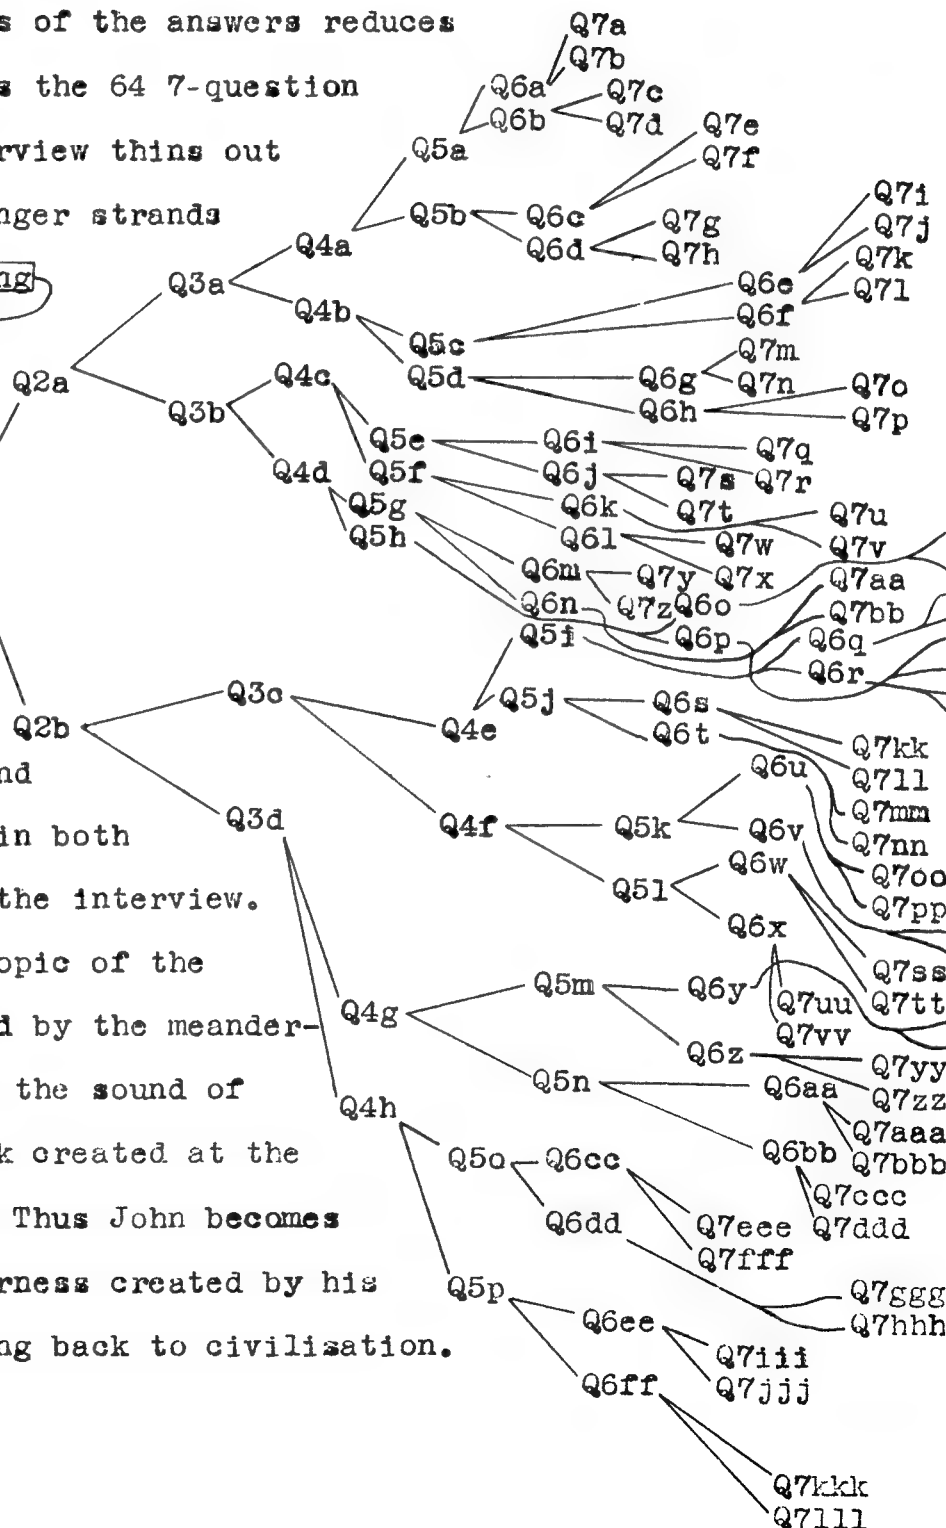 s of the answers reduces
s the 64 7-question
rview thins out
nger strands
ng
Q2a
Q2b
nd
in both
the interview.
opic of the
d by the meander-
the sound of
k created at the
Thus John becomes
rness created by his
ng back to civilisation.
Q3a
Q3b
Q3c
Q3d
Q4a
Q4b
Q4c
Q4d
Q4e
Q4f
Q4g
Q4h
Q5a
Q5b
Q5c
Q5d
Q5e
Q5f
Q5g
Q5h
Q5i
Q5j
Q5k
Q5l
Q5m
Q5n
Q5o
Q5p
Q6a
Q6b
Q6c
Q6d
Q6e
Q6f
Q6g
Q6h
Q6i
Q6j
Q6k
Q6l
Q6m
Q6n
Q6o
Q6p
Q6q
Q6r
Q6s
Q6t
Q6u
Q6v
Q6w
Q6x
Q6y
Q6z
Q6aa
Q6bb
Q6cc
Q6dd
Q6ee
Q6ff
Q7a
Q7b
Q7c
Q7d
Q7e
Q7f
Q7g
Q7h
Q7i
Q7j
Q7k
Q7l
Q7m
Q7n
Q7o
Q7p
Q7q
Q7r
Q7s
Q7t
Q7u
Q7v
Q7w
Q7x
Q7y
Q7z
Q7aa
Q7bb
Q7kk
Q7ll
Q7mm
Q7nn
Q7oo
Q7pp
Q7ss
Q7tt
Q7uu
Q7vv
Q7yy
Q7zz
Q7aaa
Q7bbb
Q7ccc
Q7ddd
Q7eee
Q7fff
Q7ggg
Q7hhh
Q7iii
Q7jjj
Q7kkk
Q7lll